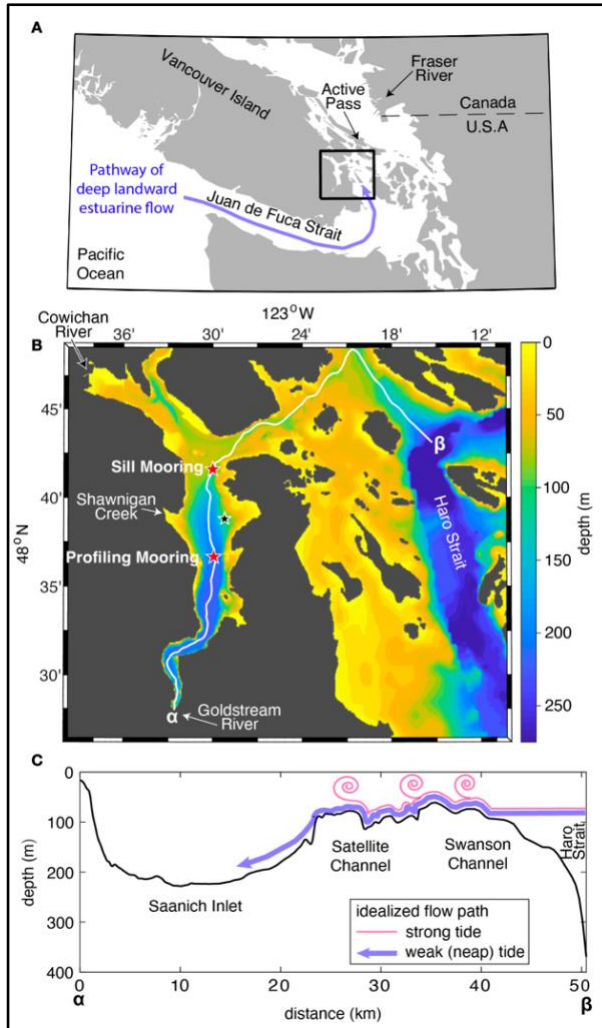 A
Vancouver Island
Fraser
River
Active
Pass
Canada
U.S.A
Pathway of
deep landward
estuarine flow
Juan de Fuca Strait
Pacific
Ocean
123°W
Cowichan
River
36' 30' 24' 18' 12'
B
45'
40'
35'
30'
48°N
Sill Mooring
Shawnigan
Creek
Profiling Mooring
β
Haro Strait
α
Goldstream
River
0
50
100
150
200
250
depth (m)
C
0
100
200
300
400
depth (m)
Satellite
Channel
Swanson
Channel
Haro
Strait
Saanich Inlet
idealized flow path
strong tide
weak (neap) tide
0 10 20 30 40 50
α
β
distance (km)